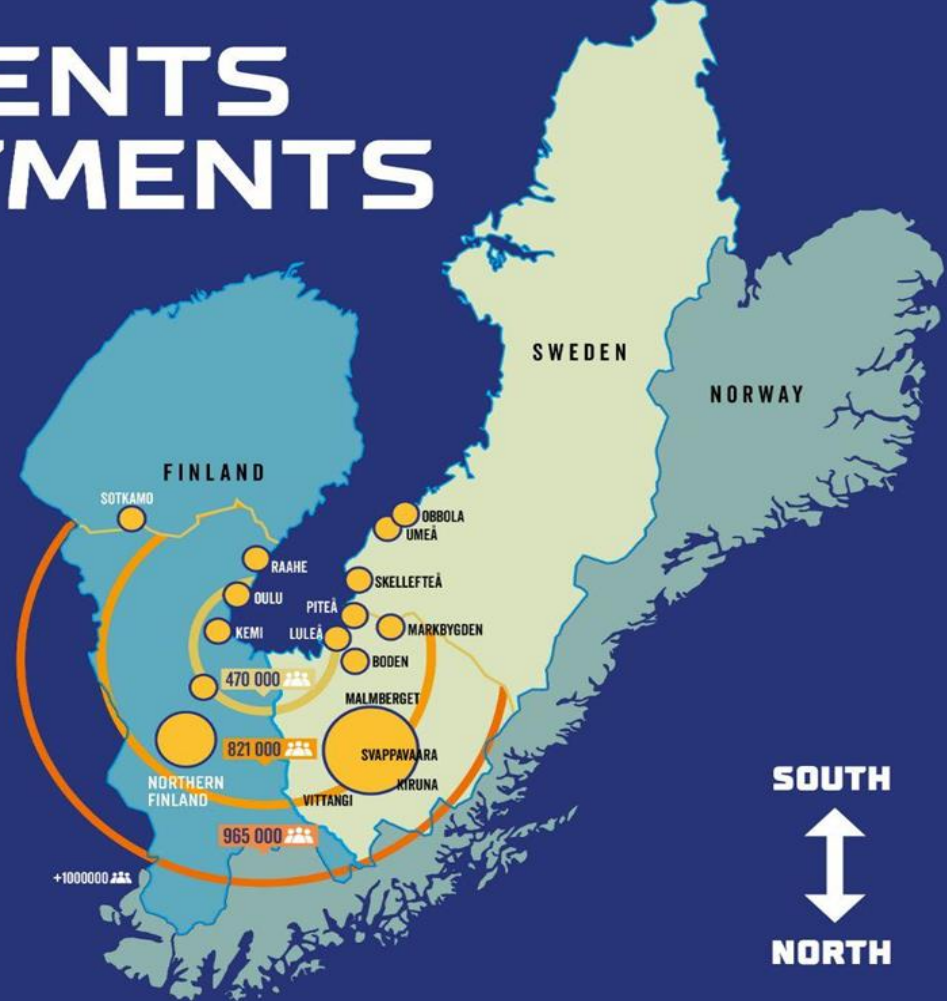 ENTS
TMENTS
SWEDEN
NORWAY
FINLAND
SOTKAMO
OBBOLA
UMEÅ
RAAHE
SKELLEFTEÅ
OULU
PITEÅ
KEMI
LULEÅ
MARKBYGDEN
BODEN
470 000
MALMBERGET
821 000
SVAPPAVAARA
NORTHERN
FINLAND
KIRUNA
VITTANGI
965 000
+1000000
SOUTH
NORTH